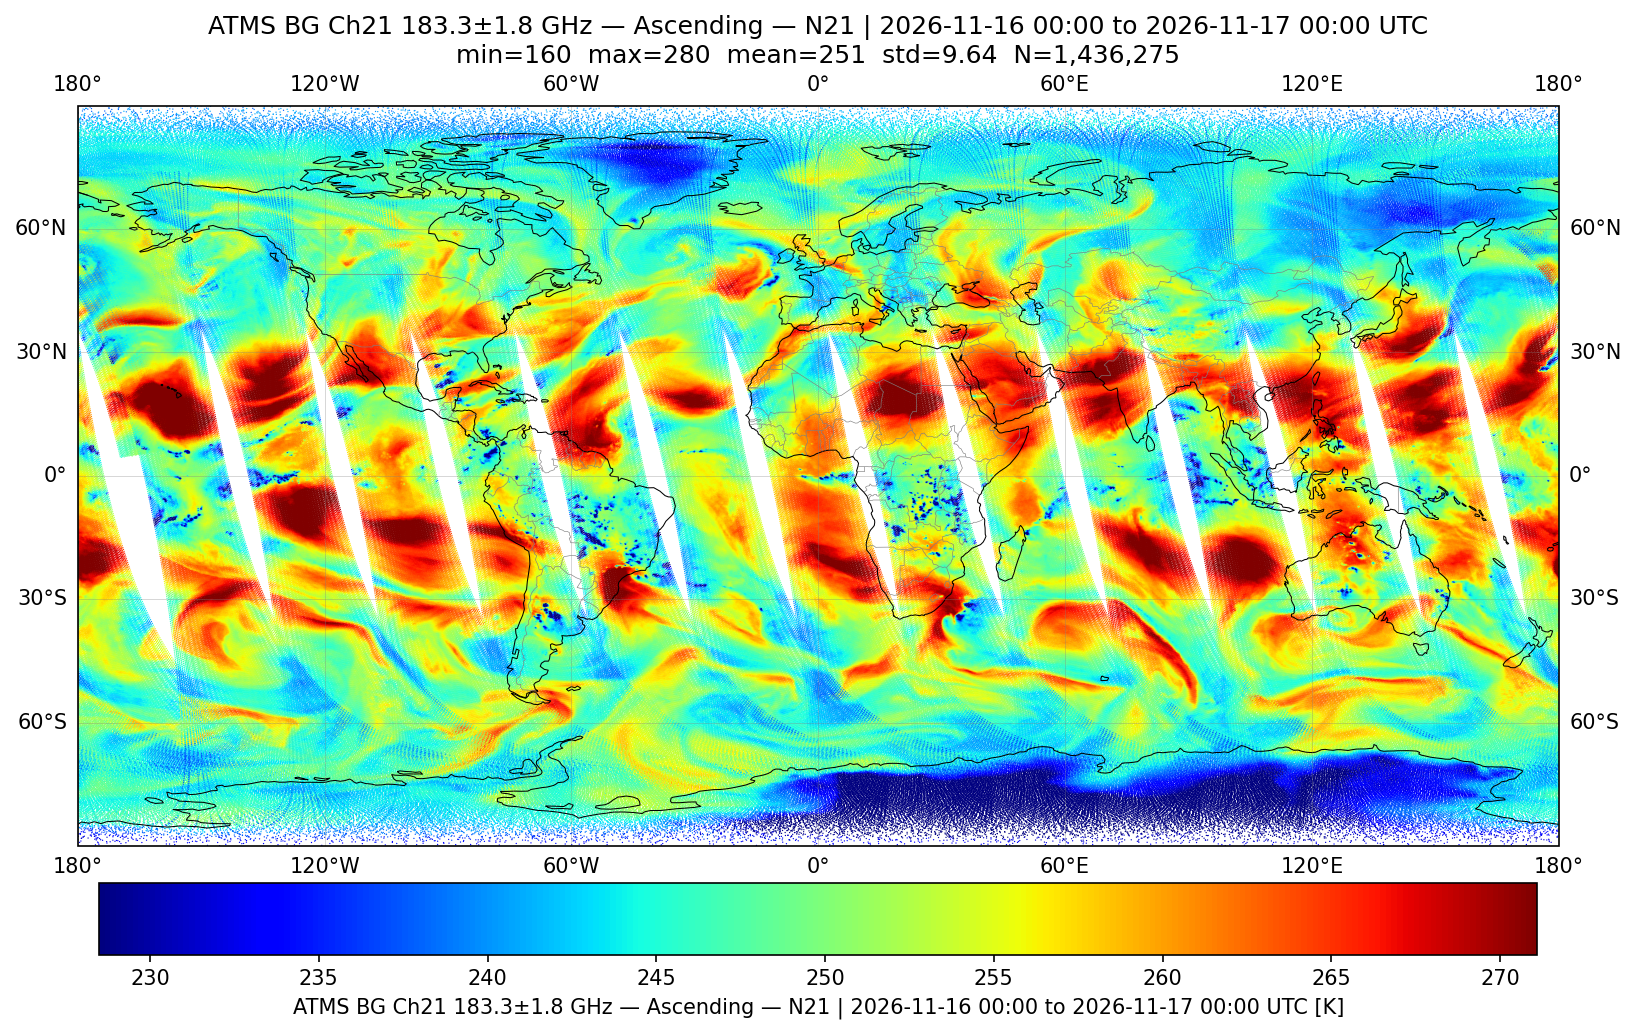 ATMS BG Ch21 183.3±1.8 GHz — Ascending — N21 | 2026-11-16 00:00 to 2026-11-17 00:00 UTC
min=160  max=280  mean=251  std=9.64  N=1,436,275
180° 120°W 60°W 0° 60°E 120°E 180°
60°N 60°N
30°N 30°N
0° 0°
30°S 30°S
60°S 60°S
180° 120°W 60°W 0° 60°E 120°E 180°
230 235 240 245 250 255 260 265 270
ATMS BG Ch21 183.3±1.8 GHz — Ascending — N21 | 2026-11-16 00:00 to 2026-11-17 00:00 UTC [K]